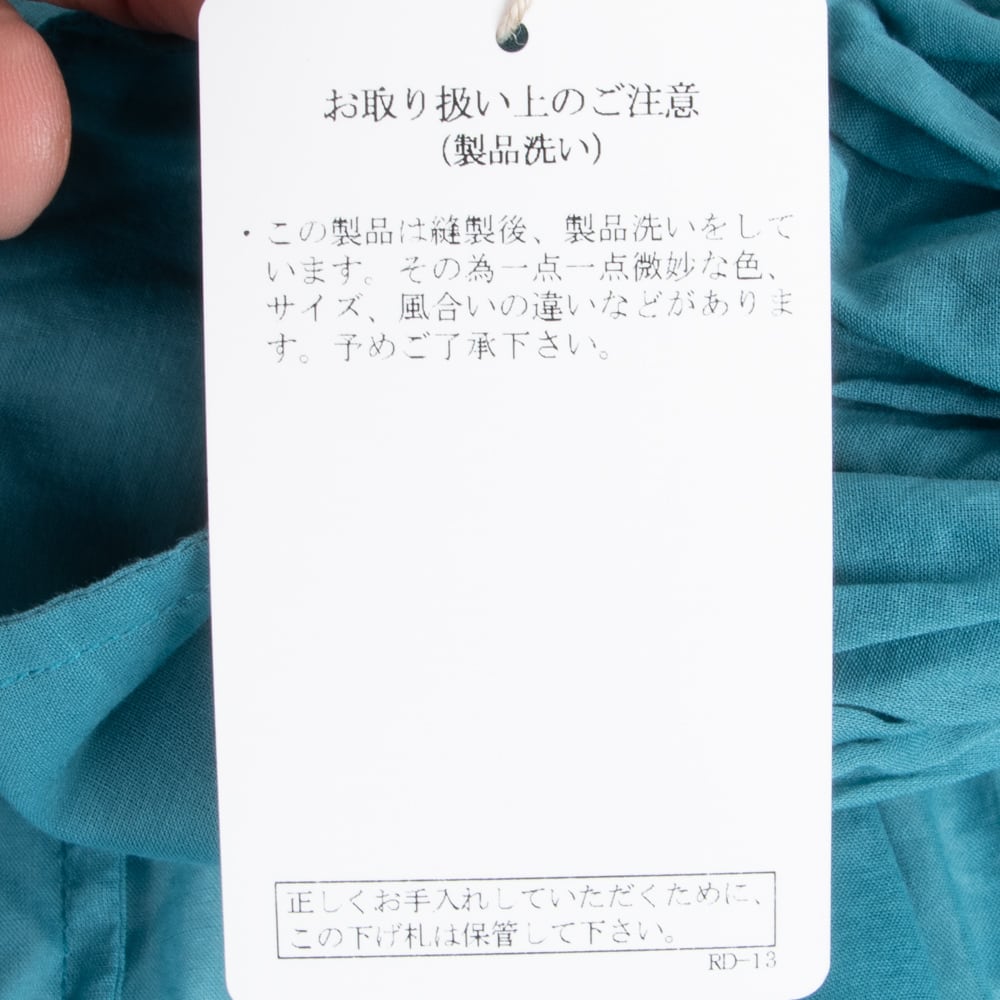 お取り扱い上のご注意
(製品洗い)
・この製品は縫製後、製品洗いをして
います。その為一点一点微妙な色、
サイズ、風合いの違いなどがありま
す。予めご了承下さい。
正しくお手入れしていただくために、
この下げ札は保管して下さい。
RD-13